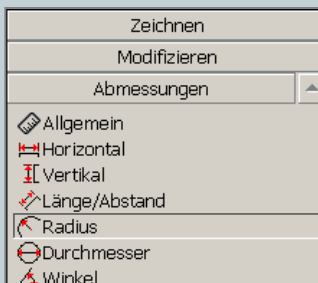 Zeichnen
Modifizieren
Abmessungen
Allgemein
Horizontal
Vertikal
Länge/Abstand
Radius
Durchmesser
Winkel